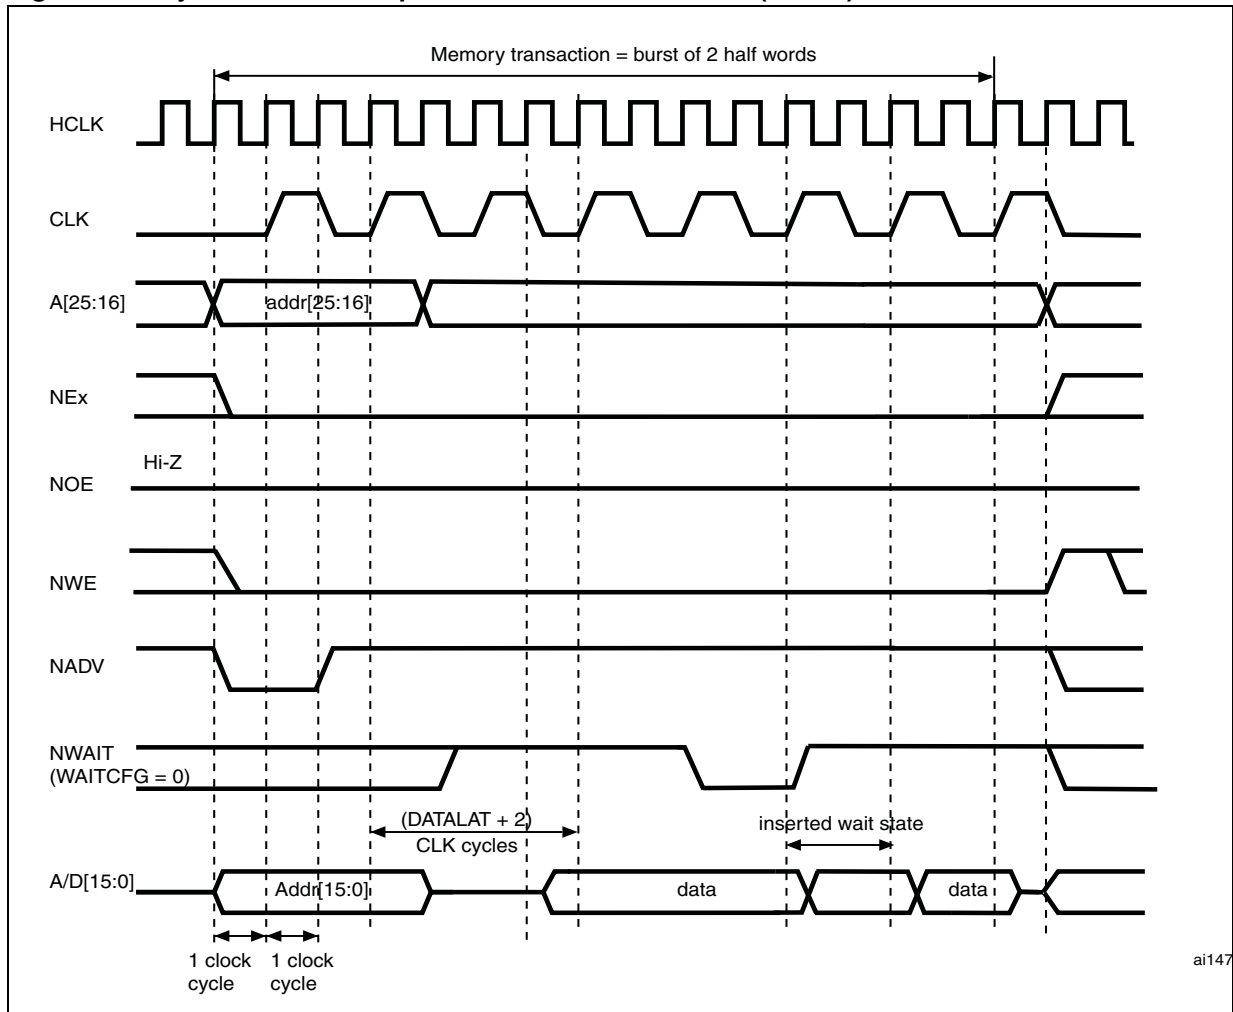 Memory transaction = burst of 2 half words
HCLK
CLK
A[25:16]
addr[25:16]
NEx
Hi-Z
NOE
NWE
NADV
NWAIT
(WAITCFG = 0)
(DATALAT + 2)
CLK cycles
inserted wait state
A/D[15:0]
Addr[15:0]
data
data
1 clock
cycle
1 clock
cycle
ai147